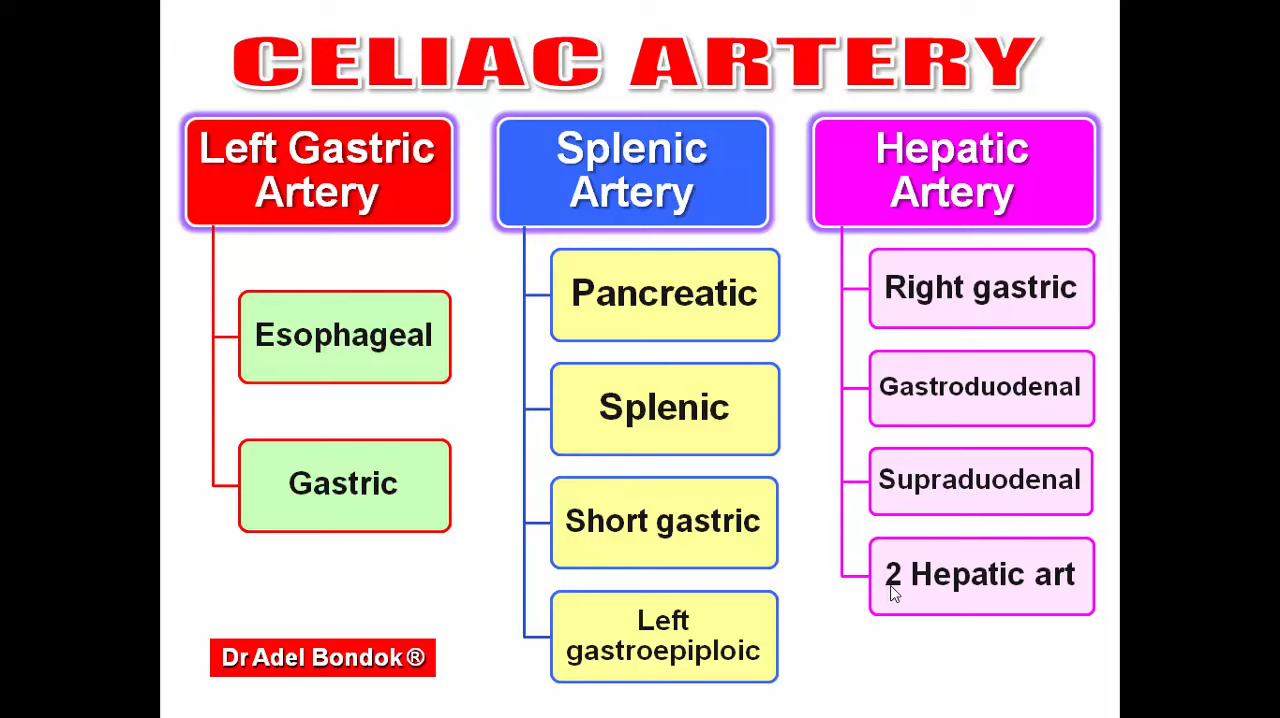 CELIAC ARTERY
Left Gastric
Artery
Esophageal
Gastric
Splenic
Artery
Pancreatic
Splenic
Short gastric
Left
gastroepiploic
Hepatic
Artery
Right gastric
Gastroduodenal
Supraduodenal
2 Hepatic art
Dr Adel Bondok®